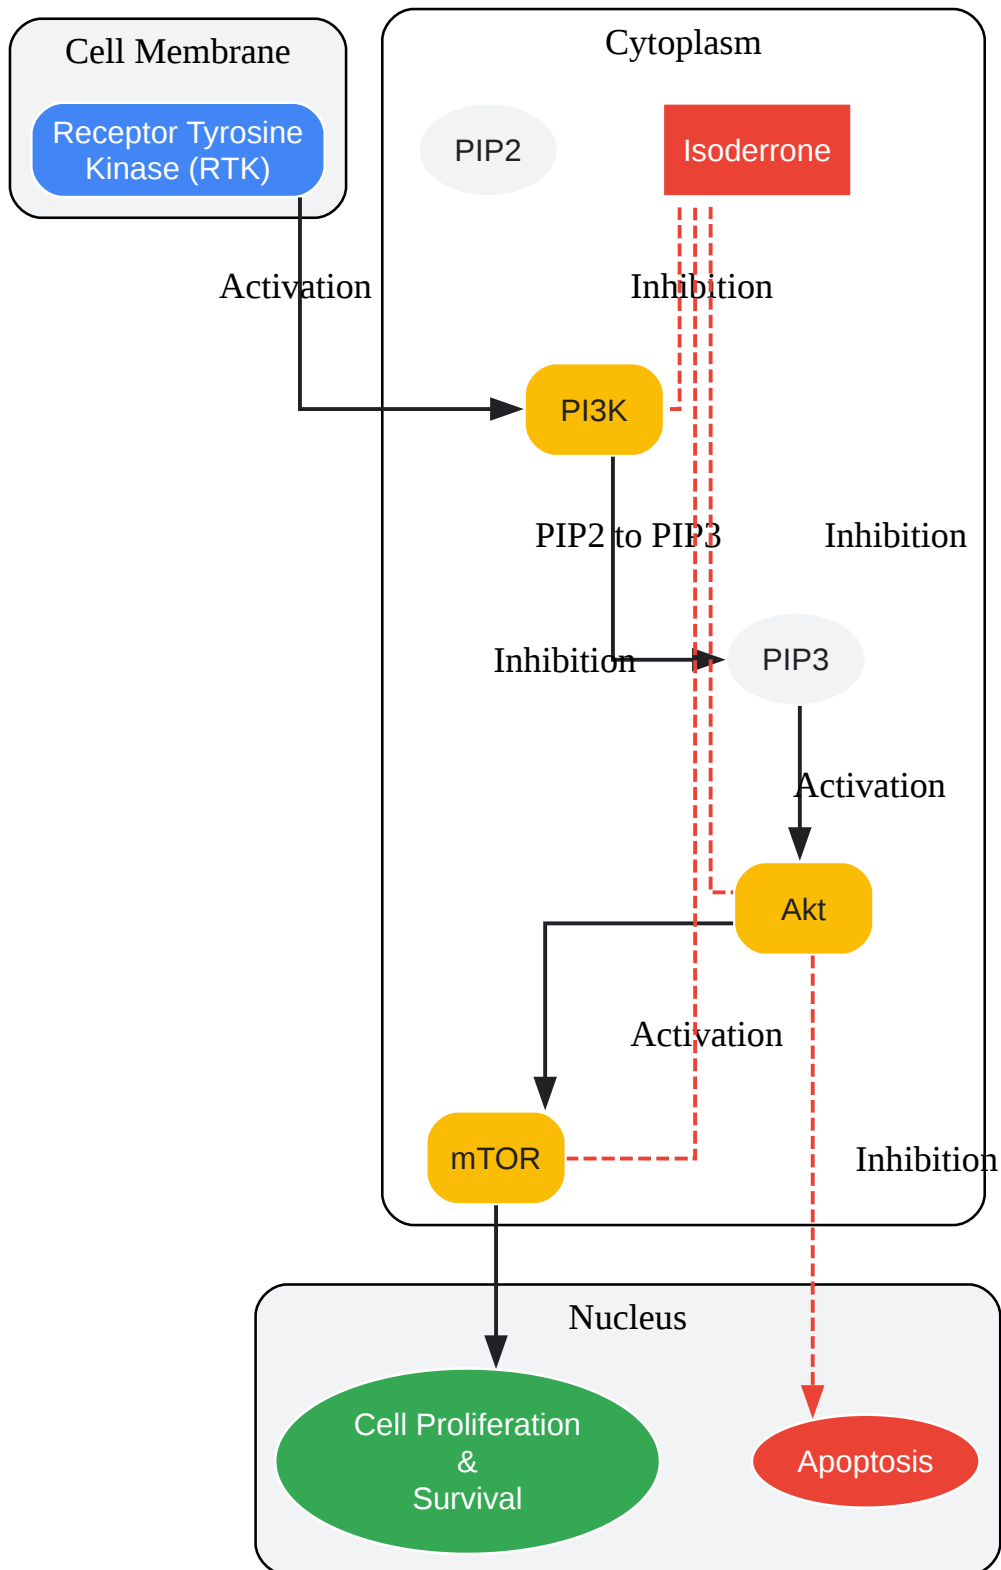 Cell Membrane
Cytoplasm
Receptor Tyrosine
Kinase (RTK)
PIP2
Isoderrone
Activation
Inhibition
PI3K
PIP2 to PIP3
Inhibition
Inhibition
PIP3
Activation
Akt
Activation
mTOR
Inhibition
Nucleus
Cell Proliferation
&
Survival
Apoptosis